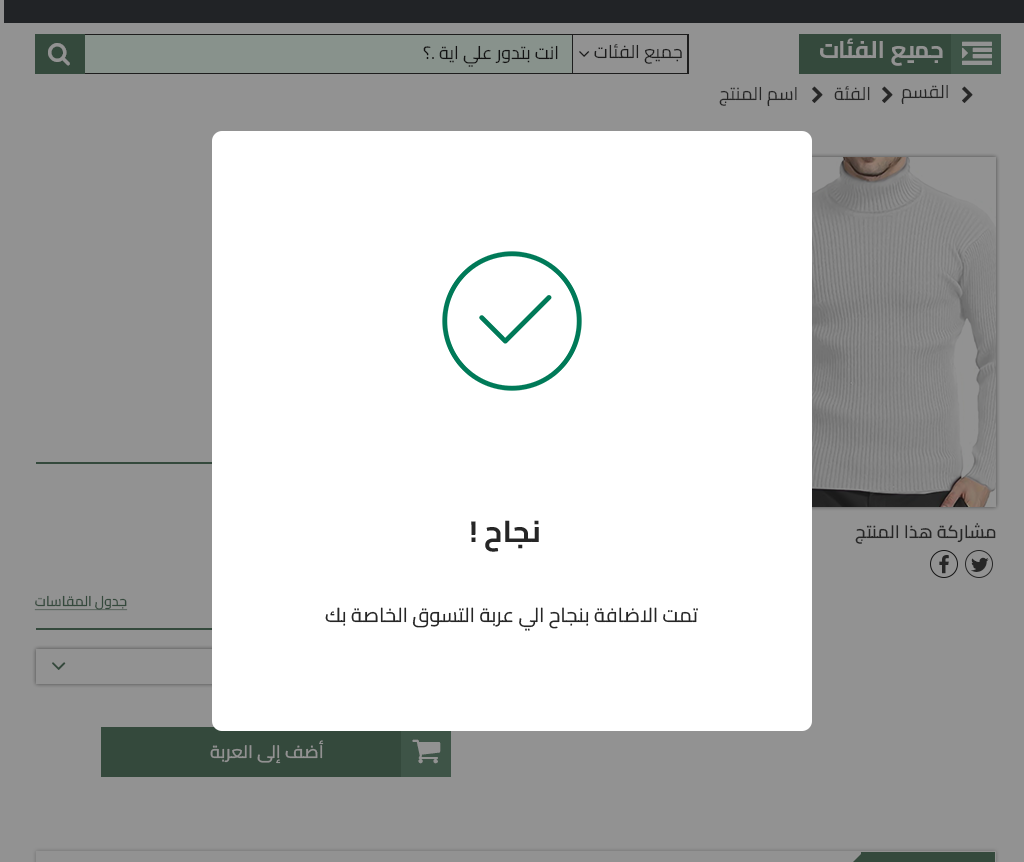 جميع الفئات
جميع الفئات
انت بتدور علي اية .؟
القسم
الفئة
اسم المنتج
نجاح !
تمت الاضافة بنجاح الي عربة التسوق الخاصة بك
مشاركة هذا المنتج
جدول المقاسات
أضف إلى العربة